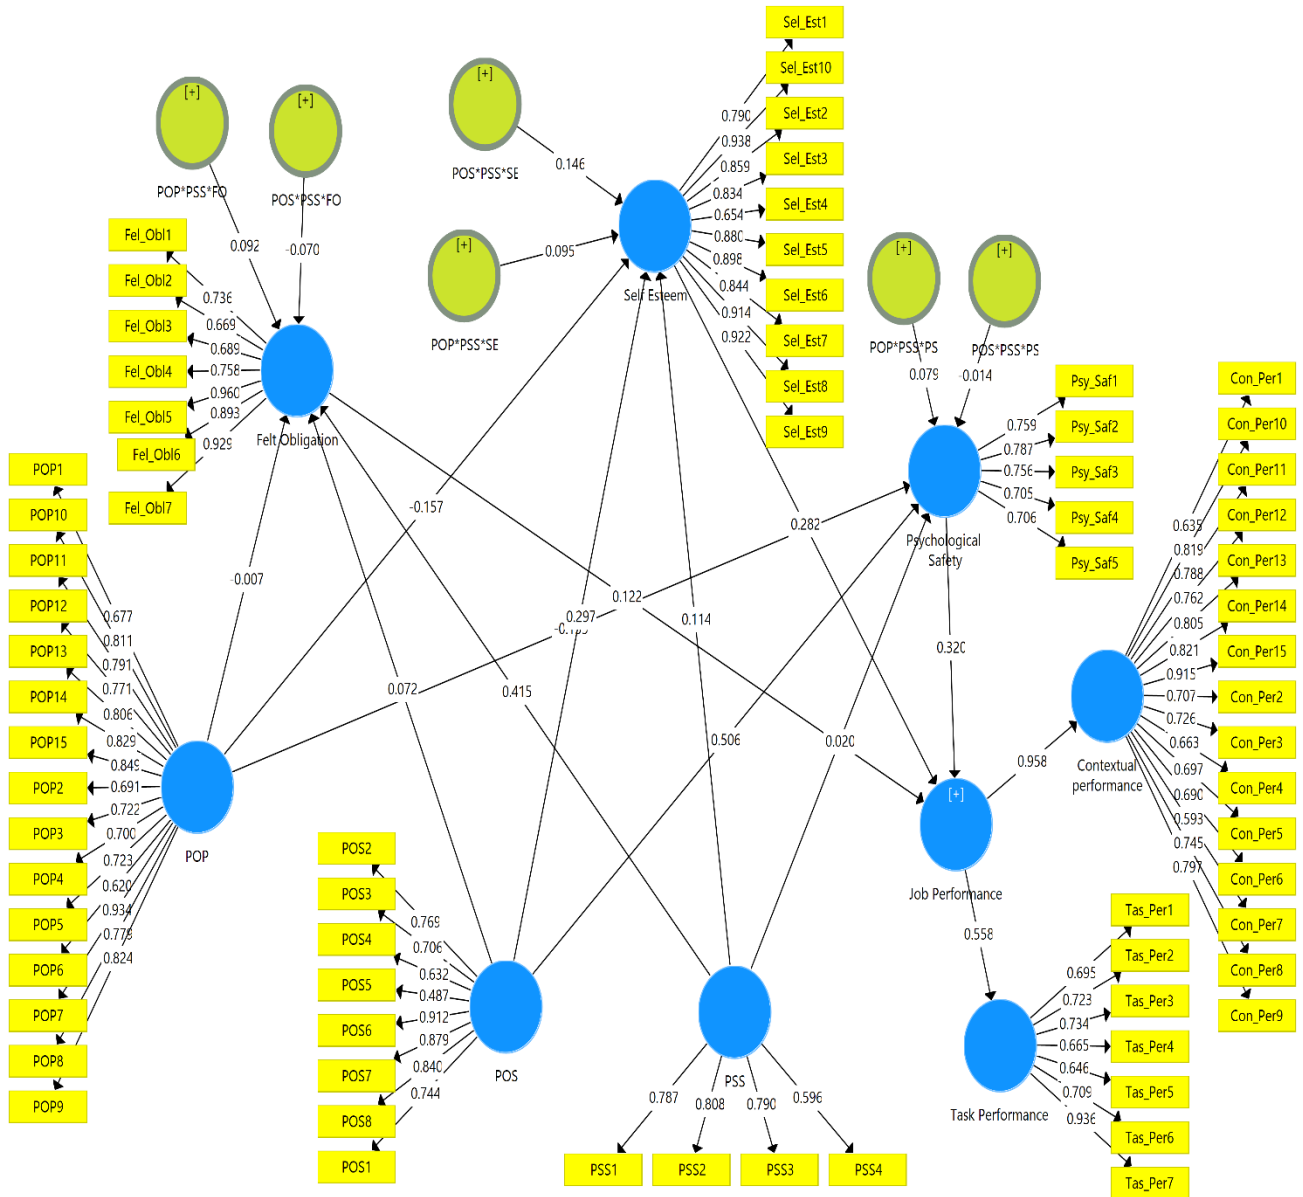 Sel_Est1
Sel_Est10
Sel_Est2
Sel_Est3
Sel_Est4
Sel_Est5
Sel_Est6
Sel_Est7
Sel_Est8
Sel_Est9
0.790
0.938
0.859
0.834
0.654
0.880
0.898
0.844
0.914
0.922
Self Esteem
[+]
POS*PSS*SE
0.146
[+]
POP*PSS*SE
0.095
[+]
POP*PSS*FO
0.092
[+]
POS*PSS*FO
-0.070
Fel_Obl1
Fel_Obl2
Fel_Obl3
Fel_Obl4
Fel_Obl5
Fel_Obl6
Fel_Obl7
0.736
0.669
0.689
0.758
0.960
0.893
0.929
Felt Obligation
[+]
POP*PSS*PS
0.079
[+]
POS*PSS*PS
-0.014
Psy_Saf1
Psy_Saf2
Psy_Saf3
Psy_Saf4
Psy_Saf5
0.759
0.787
0.756
0.705
0.706
Psychological
Safety
Con_Per1
Con_Per10
Con_Per11
Con_Per12
Con_Per13
Con_Per14
Con_Per15
Con_Per2
Con_Per3
Con_Per4
Con_Per5
Con_Per6
Con_Per7
Con_Per8
Con_Per9
0.635
0.819
0.788
0.762
0.805
0.821
0.915
0.707
0.726
0.663
0.697
0.690
0.593
0.745
0.797
Contextual
performance
POP1
POP10
POP11
POP12
POP13
POP14
POP15
POP2
POP3
POP4
POP5
POP6
POP7
POP8
POP9
0.677
0.811
0.791
0.771
0.806
0.829
0.849
0.691
0.722
0.700
0.723
0.620
0.934
0.779
0.824
POP
-0.007
-0.157
0.282
0.122
0.297
0.114
0.320
0.072
0.415
0.506
0.020
0.958
[+]
Job Performance
0.558
POS2
POS3
POS4
POS5
POS6
POS7
POS8
POS1
0.769
0.706
0.632
0.487
0.912
0.879
0.840
0.744
POS
PSS
0.787
0.808
0.790
0.596
PSS1
PSS2
PSS3
PSS4
Tas_Per1
Tas_Per2
Tas_Per3
Tas_Per4
Tas_Per5
Tas_Per6
Tas_Per7
0.695
0.723
0.734
0.665
0.646
0.709
0.936
Task Performance